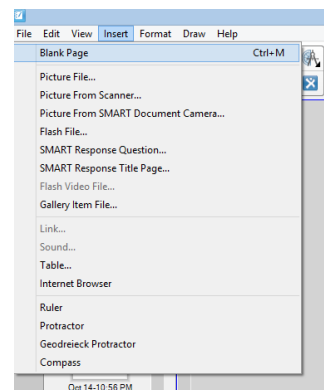 File Edit View Insert Format Draw Help
Blank Page Ctrl+M
Picture File...
Picture From Scanner...
Picture From SMART Document Camera...
Flash File...
SMART Response Question...
SMART Response Title Page...
Flash Video File...
Gallery Item File...
Link...
Sound...
Table...
Internet Browser
Ruler
Protractor
Geodreieck Protractor
Compass
Oct 14-10:56 PM